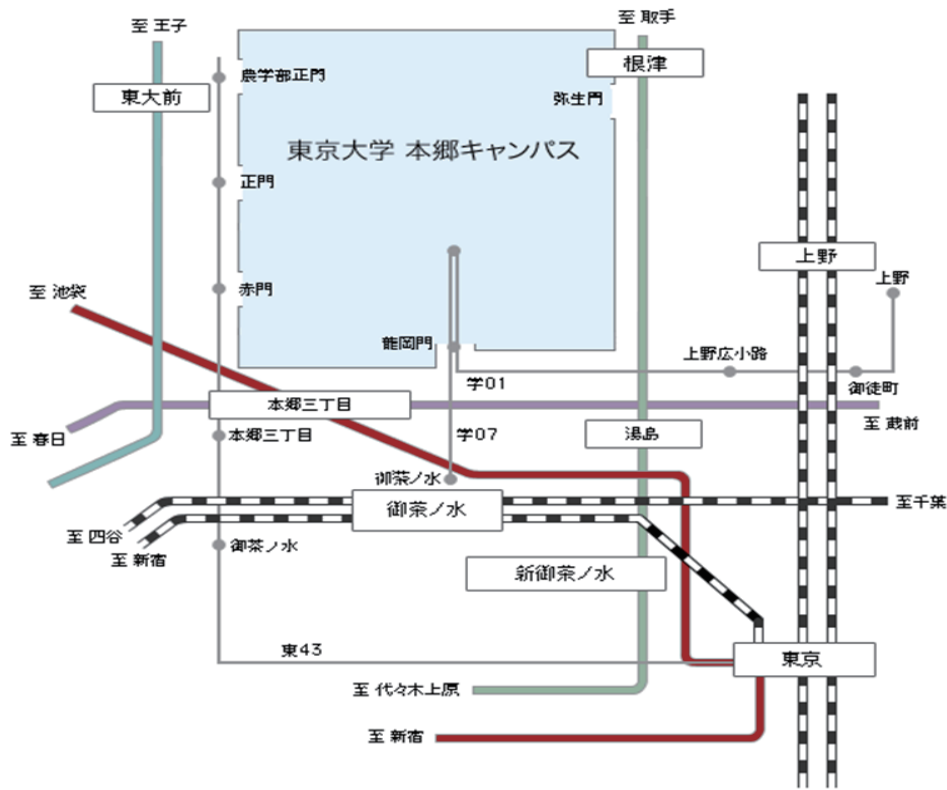 至 王子
至 取手
東大前
農学部正門
根津
弥生門
東京大学 本郷キャンパス
正門
上野
上野
至 池袋
赤門
龍岡門
上野広小路
学01
御徒町
本郷三丁目
至 蔵前
至 春日
本郷三丁目
学07
湯島
御茶ノ水
御茶ノ水
至千葉
至 四谷
至 新宿
御茶ノ水
新御茶ノ水
東43
東京
至 代々木上原
至 新宿